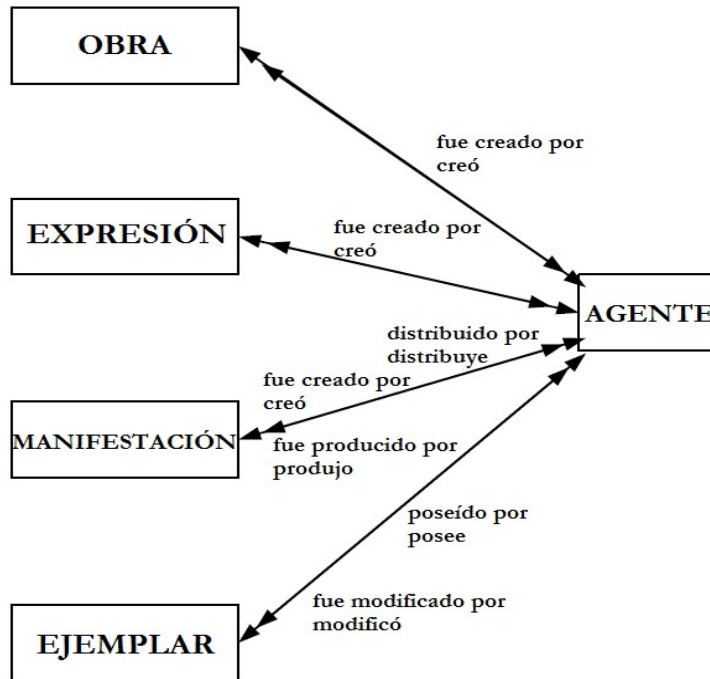 OBRA
fue creado por
creó
EXPRESIÓN
fue creado por
creó
AGENTE
distribuido por
distribuye
fue creado por
creó
MANIFESTACIÓN
fue producido por
produjo
poseído por
posee
fue modificado por
modificó
EJEMPLAR